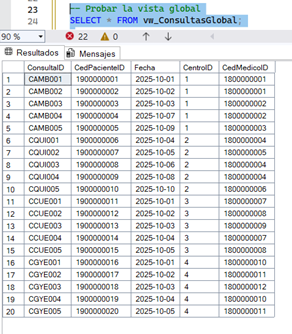 23 -- Probar la vista global
24 SELECT * FROM vw_ConsultasGlobal;
90 % 22 0
Resultados Mensajes
ConsultaID CedPacienteID Fecha CentroID CedMedicoID
1 CAMB001 1900000001 2025-10-01 1 1800000001
2 CAMB002 1900000002 2025-10-02 1 1800000001
3 CAMB003 1900000003 2025-10-03 1 1800000002
4 CAMB004 1900000004 2025-10-07 1 1800000002
5 CAMB005 1900000005 2025-10-09 1 1800000003
6 CQUI001 1900000006 2025-10-04 2 1800000004
7 CQUI002 1900000007 2025-10-05 2 1800000005
8 CQUI003 1900000008 2025-10-06 2 1800000004
9 CQUI004 1900000009 2025-10-08 2 1800000004
10 CQUI005 1900000010 2025-10-10 2 1800000006
11 CCUE001 1900000011 2025-10-01 3 1800000007
12 CCUE002 1900000012 2025-10-02 3 1800000008
13 CCUE003 1900000013 2025-10-03 3 1800000009
14 CCUE004 1900000014 2025-10-04 3 1800000007
15 CCUE005 1900000015 2025-10-05 3 1800000008
16 CGYE001 1900000016 2025-10-01 4 1800000010
17 CGYE002 1900000017 2025-10-02 4 1800000011
18 CGYE003 1900000018 2025-10-03 4 1800000012
19 CGYE004 1900000019 2025-10-04 4 1800000010
20 CGYE005 1900000020 2025-10-05 4 1800000011